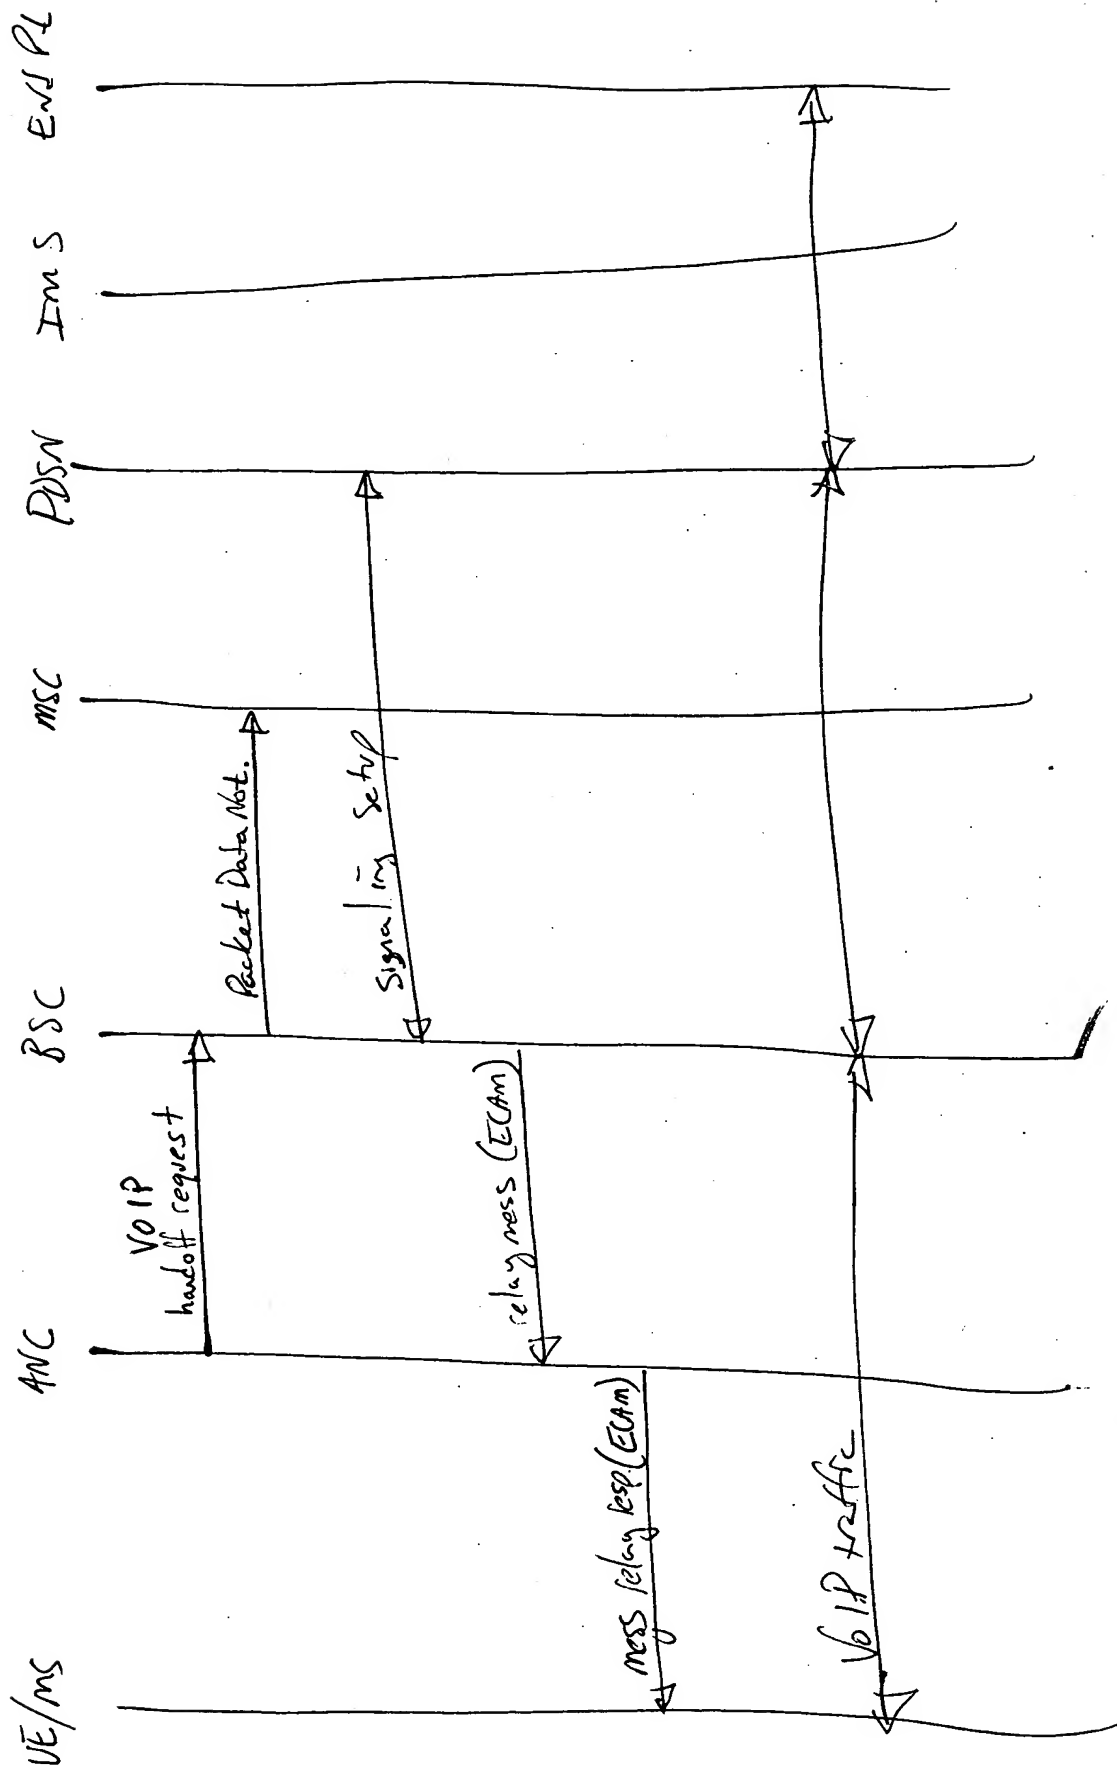 UE/MS
ANC
BSC
MSC
PDSN
IMS
End Pt
VOIP
handoff request
Packet Data Not.
Signaling Setup
relay mess (ECAM)
mess relay resp. (ECAM)
VoIP traffic